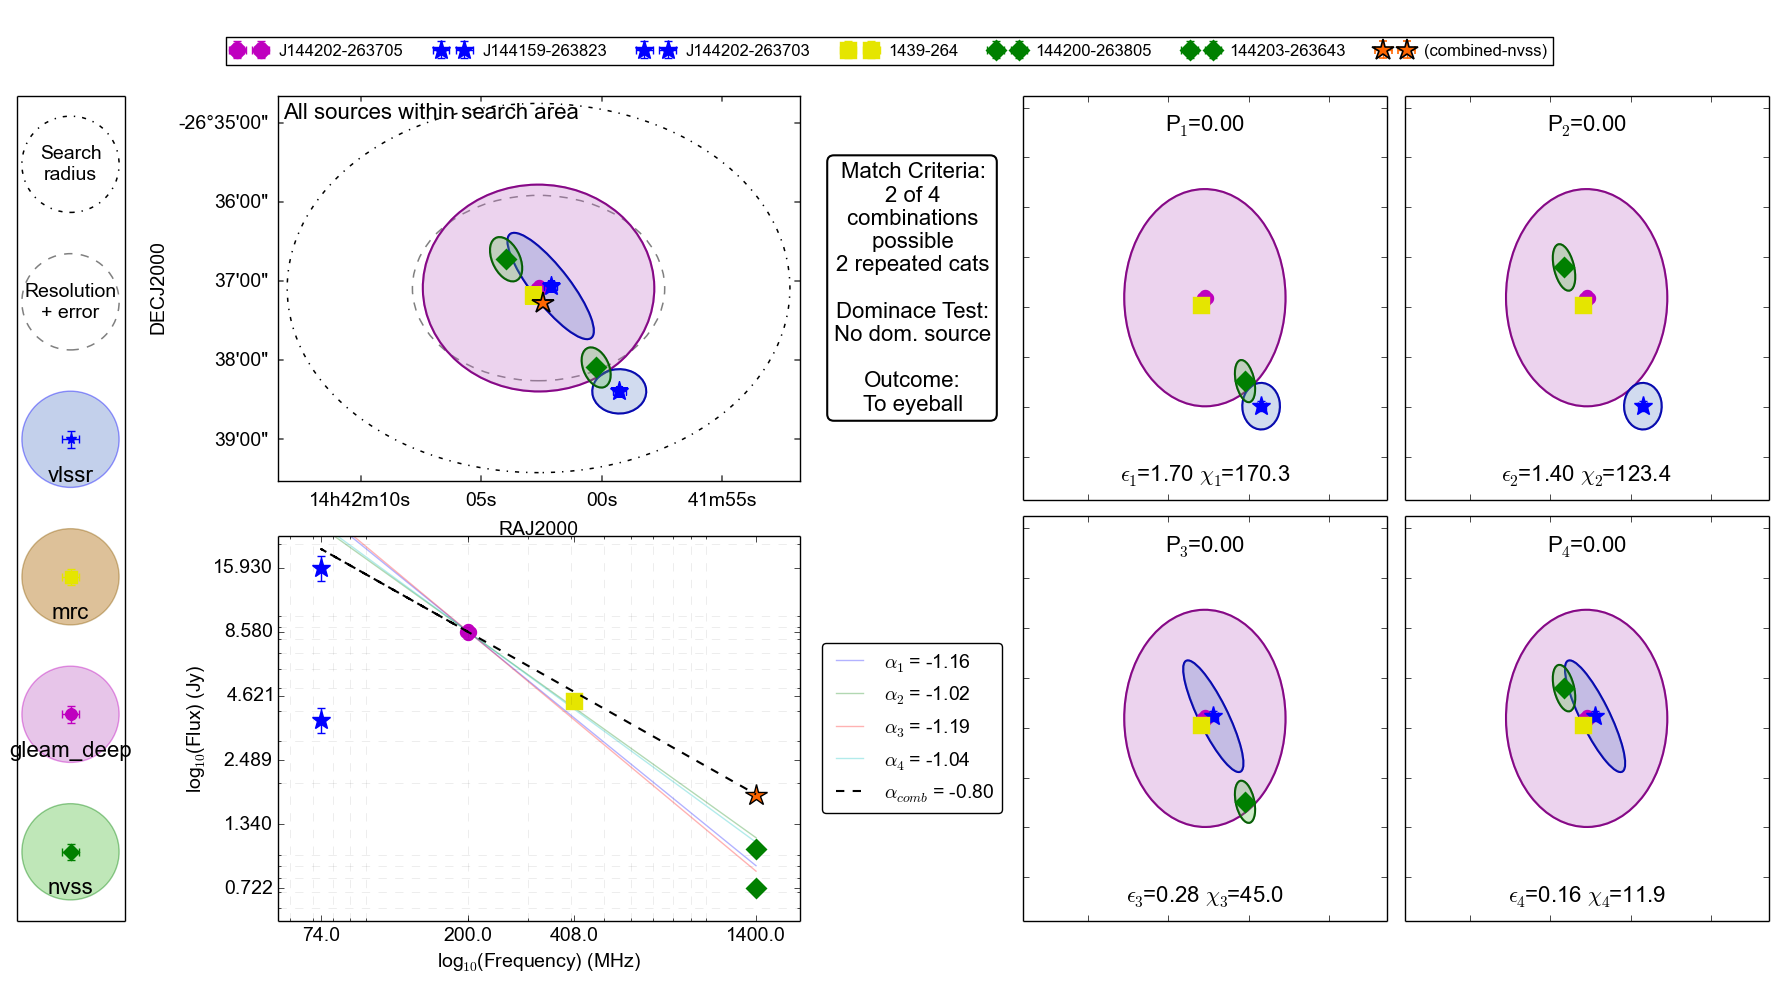 J144202-263705 J144159-263823 J144202-263703 1439-264 144200-263805 144203-263643 (combined-nvss)
Search
radius
Resolution
+ error
vlssr
mrc
gleam_deep
nvss
All sources within search area
DECJ2000
-26°35'00"
36'00"
37'00"
38'00"
39'00"
14h42m10s 05s 00s 41m55s
RAJ2000
Match Criteria:
2 of 4
combinations
possible
2 repeated cats
Dominace Test:
No dom. source
Outcome:
To eyeball
P1=0.00
ϵ1=1.70 χ1=170.3
P2=0.00
ϵ2=1.40 χ2=123.4
log10(Flux) (Jy)
15.930
8.580
4.621
2.489
1.340
0.722
74.0 200.0 408.0 1400.0
log10(Frequency) (MHz)
α1 = -1.16
α2 = -1.02
α3 = -1.19
α4 = -1.04
αcomb = -0.80
P3=0.00
ϵ3=0.28 χ3=45.0
P4=0.00
ϵ4=0.16 χ4=11.9